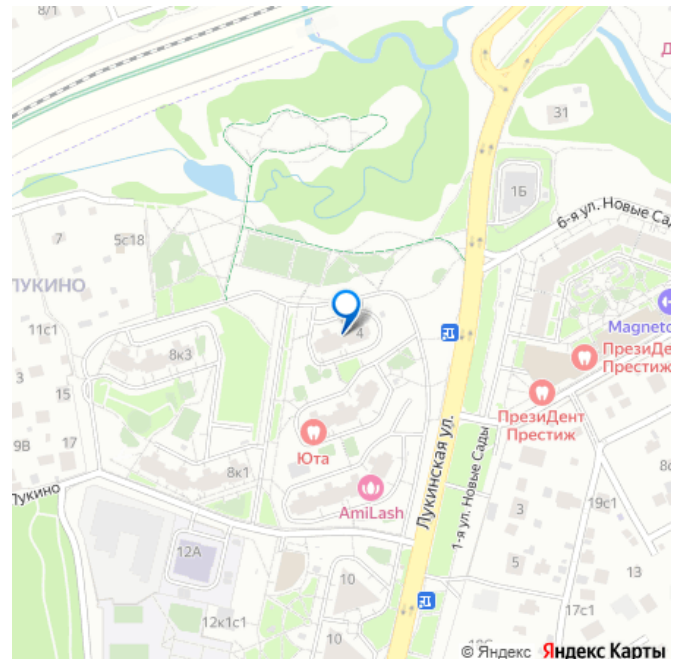 8/1
31
1Б
6-я ул. Новые Сады
7
5с18
ЛУКИНО
11с1
3
15
9В
17
8к3
4
Magneto
ПрезиДе
Престиж
ПрезиДент
Престиж
Юта
8к1
AmiLash
Лукинская ул.
1-я ул. Новые Сады
Лукино
12А
12к1с1
10
10
3
5
19с1
13
17с1
© Яндекс Яндекс Карты